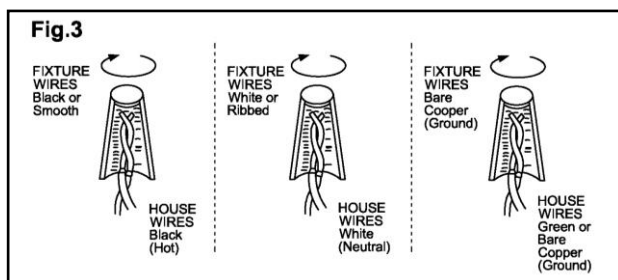 Fig.3
FIXTURE
WIRES
Black or
Smooth
HOUSE
WIRES
Black
(Hot)
FIXTURE
WIRES
White or
Ribbed
HOUSE
WIRES
White
(Neutral)
FIXTURE
WIRES
Bare
Cooper
(Ground)
HOUSE
WIRES
Green or
Bare
Copper
(Ground)